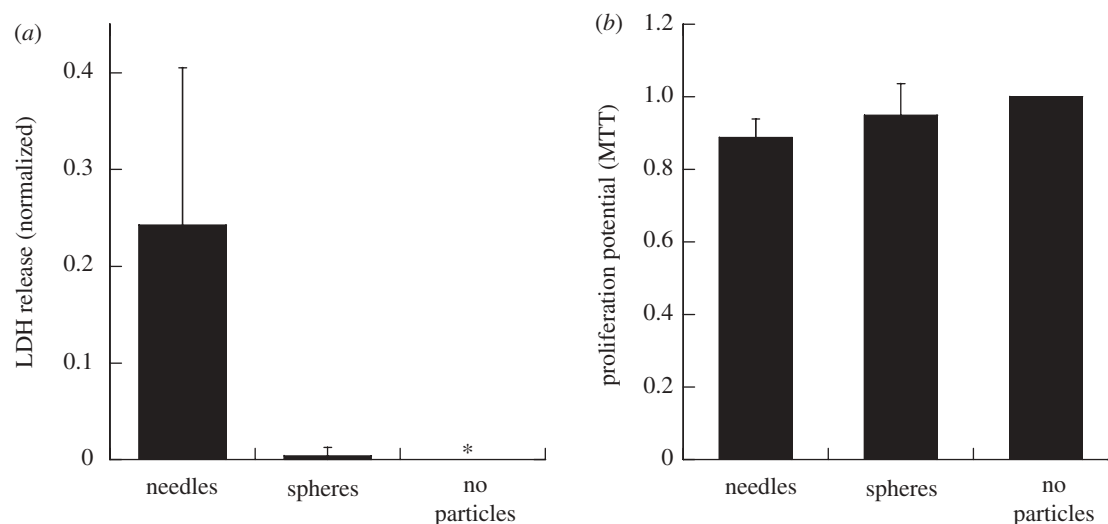 (a)
LDH release (normalized)
0.4
0.3
0.2
0.1
0
*
needles
spheres
no
particles
(b)
proliferation potential (MTT)
1.2
1.0
0.8
0.6
0.4
0.2
0
needles
spheres
no
particles